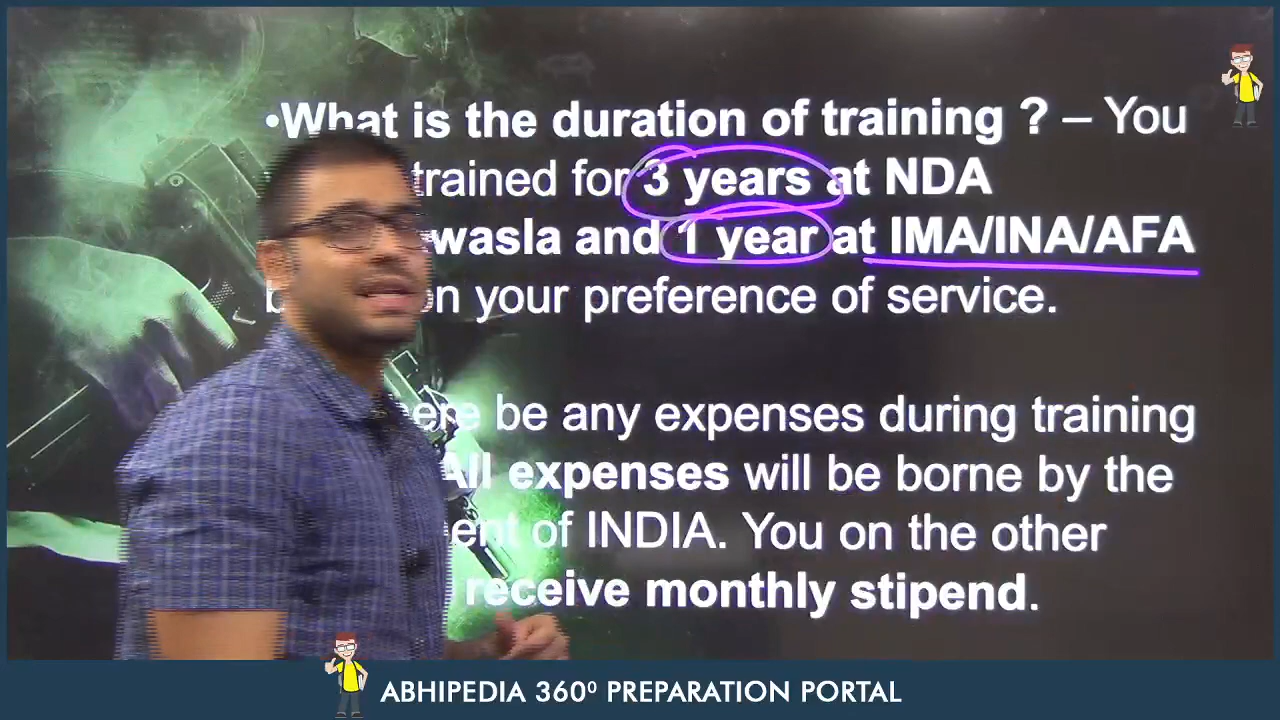 •What is the duration of training ? – You
trained for 3 years at NDA
wasla and 1 year at IMA/INA/AFA
on your preference of service.
be any expenses during training
All expenses will be borne by the
of INDIA. You on the other
receive monthly stipend.
ABHIPEDIA 360º PREPARATION PORTAL